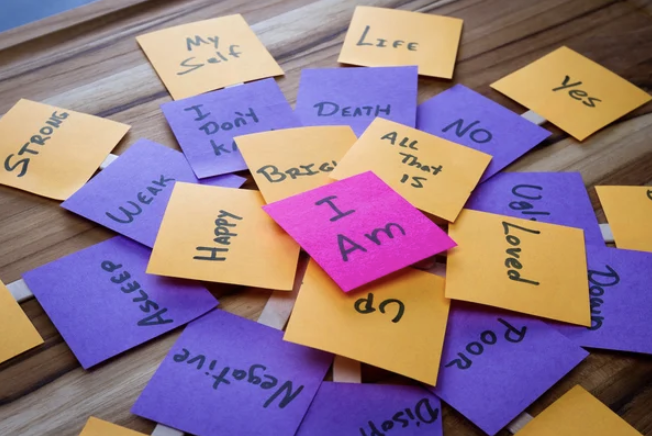 My
Self
LIFE
Yes
STRONG
I
Don't
DEATH
NO
ALL
That
is
WEAK
I
Am
HAPPY
Loved
Down
ASLEEP
UP
POOR
Negative